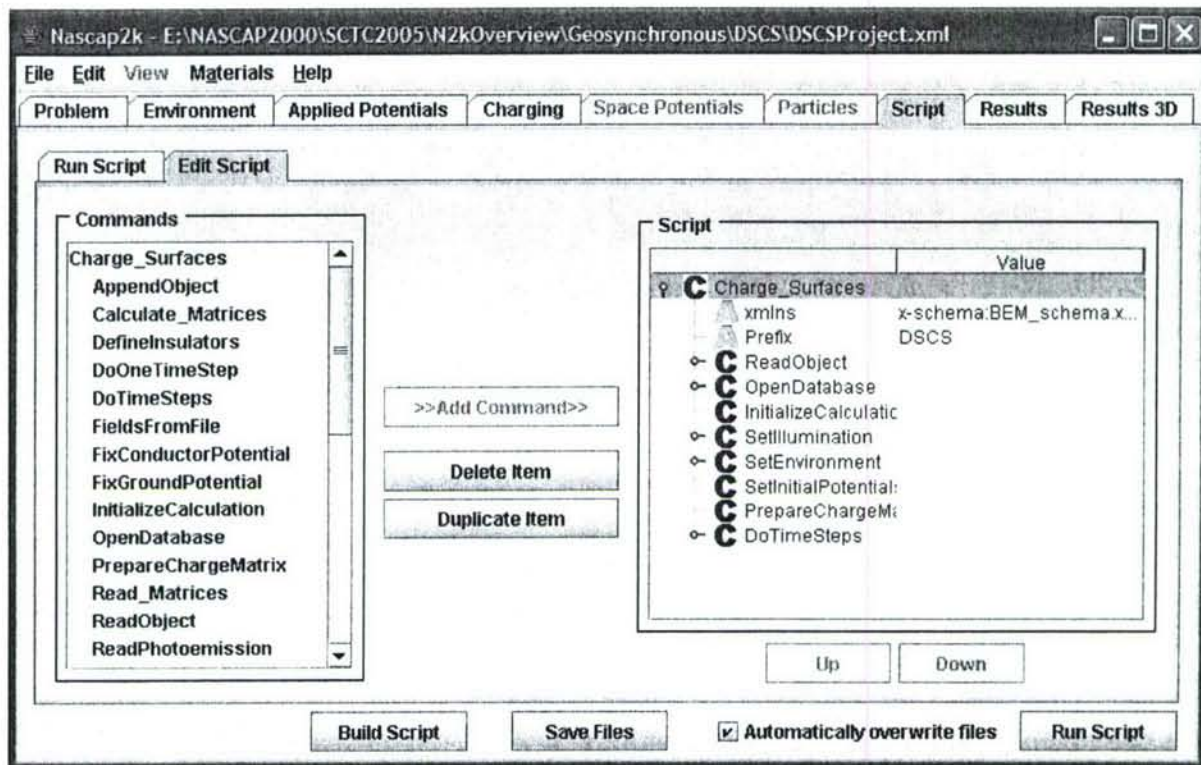 Nascap2k - E:\NASCAP2000\SCTC2005\N2kOverview\Geosynchronous\DSCS\DSCSProject.xml
File Edit View Materials Help
Problem Environment Applied Potentials Charging Space Potentials Particles Script Results Results 3D
Run Script Edit Script
Commands
Charge_Surfaces
AppendObject
Calculate_Matrices
DefineInsulators
DoOneTimeStep
DoTimeSteps
FieldsFromFile
FixConductorPotential
FixGroundPotential
InitializeCalculation
OpenDatabase
PrepareChargeMatrix
Read_Matrices
ReadObject
ReadPhotoemission
>>Add Command>>
Delete Item
Duplicate Item
Script
Value
C Charge_Surfaces
A xmlns x-schema:BEM_schema.x...
A Prefix DSCS
C ReadObject
C OpenDatabase
C InitializeCalculatic
C SetIllumination
C SetEnvironment
C SetInitialPotentials
C PrepareChargeMa
C DoTimeSteps
Up Down
Build Script Save Files Automatically overwrite files Run Script